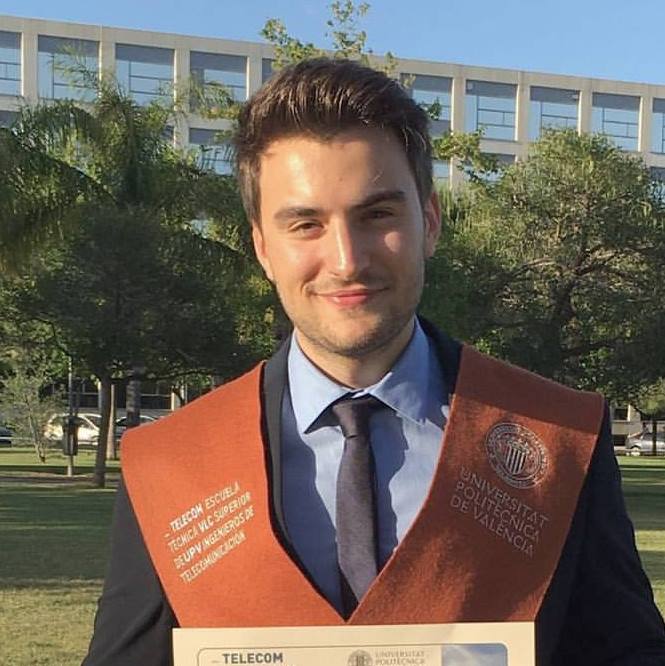 _ TELECOM ESCUELA
TÉCNICA VLC SUPERIOR
DE UPV INGENIEROS DE
TELECOMUNICACIÓN
UNIVERSITAT
POLITÈCNICA
DE VALÈNCIA
_ TELECOM
UNIVERSITAT
POLITÈCNICA